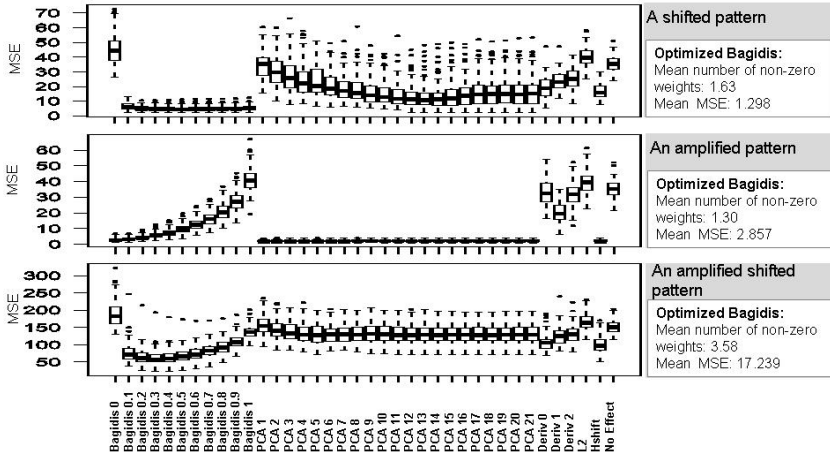 MSE
70
60
50
40
30
20
10
0
A shifted pattern
Optimized Bagidis:
Mean number of non-zero
weights: 1.63
Mean MSE: 1.298
MSE
60
50
40
30
20
10
0
An amplified pattern
Optimized Bagidis:
Mean number of non-zero
weights: 1.30
Mean MSE: 2.857
MSE
300
250
200
150
100
50
An amplified shifted
pattern
Optimized Bagidis:
Mean number of non-zero
weights: 3.58
Mean MSE: 17.239
Bagidis 0
Bagidis 0.1
Bagidis 0.2
Bagidis 0.3
Bagidis 0.4
Bagidis 0.5
Bagidis 0.6
Bagidis 0.7
Bagidis 0.8
Bagidis 0.9
Bagidis 1
PCA 1
PCA 2
PCA 3
PCA 4
PCA 5
PCA 6
PCA 7
PCA 8
PCA 9
PCA 10
PCA 11
PCA 12
PCA 13
PCA 14
PCA 15
PCA 16
PCA 17
PCA 18
PCA 19
PCA 20
PCA 21
Deriv 0
Deriv 1
Deriv 2
L2
Hshift
No Effect